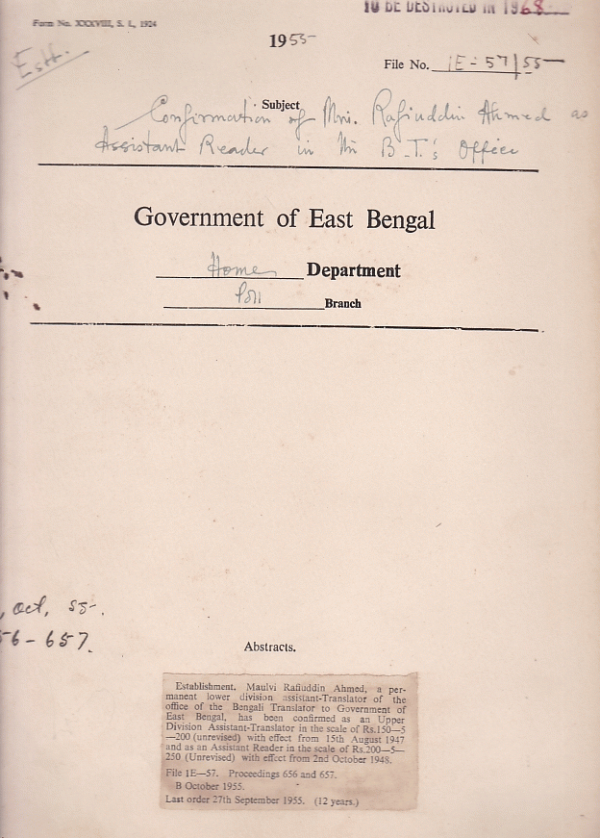 Form No. XXXVIII, S. I., 1924
TO BE DESTROYED IN 1968
Estt.
1955
File No. 1E-57/55
Subject
Confirmation of Mvi. Rafiuddin Ahmed as
Assistant Reader in the B.T.'s Office
Government of East Bengal
Home Department
Poll Branch
, Oct, 55-.
56-657.
Abstracts.
Establishment. Maulvi Rafiuddin Ahmed, a per-
manent lower division assistant-Translator of the
office of the Bengali Translator to Government of
East Bengal, has been confirmed as an Upper
Division Assistant-Translator in the scale of Rs.150—5
—200 (unrevised) with effect from 15th August 1947
and as an Assistant Reader in the scale of Rs.200—5—
250 (Unrevised) with effect from 2nd October 1948.
File 1E—57. Proceedings 656 and 657.
B October 1955.
Last order 27th September 1955. (12 years.)